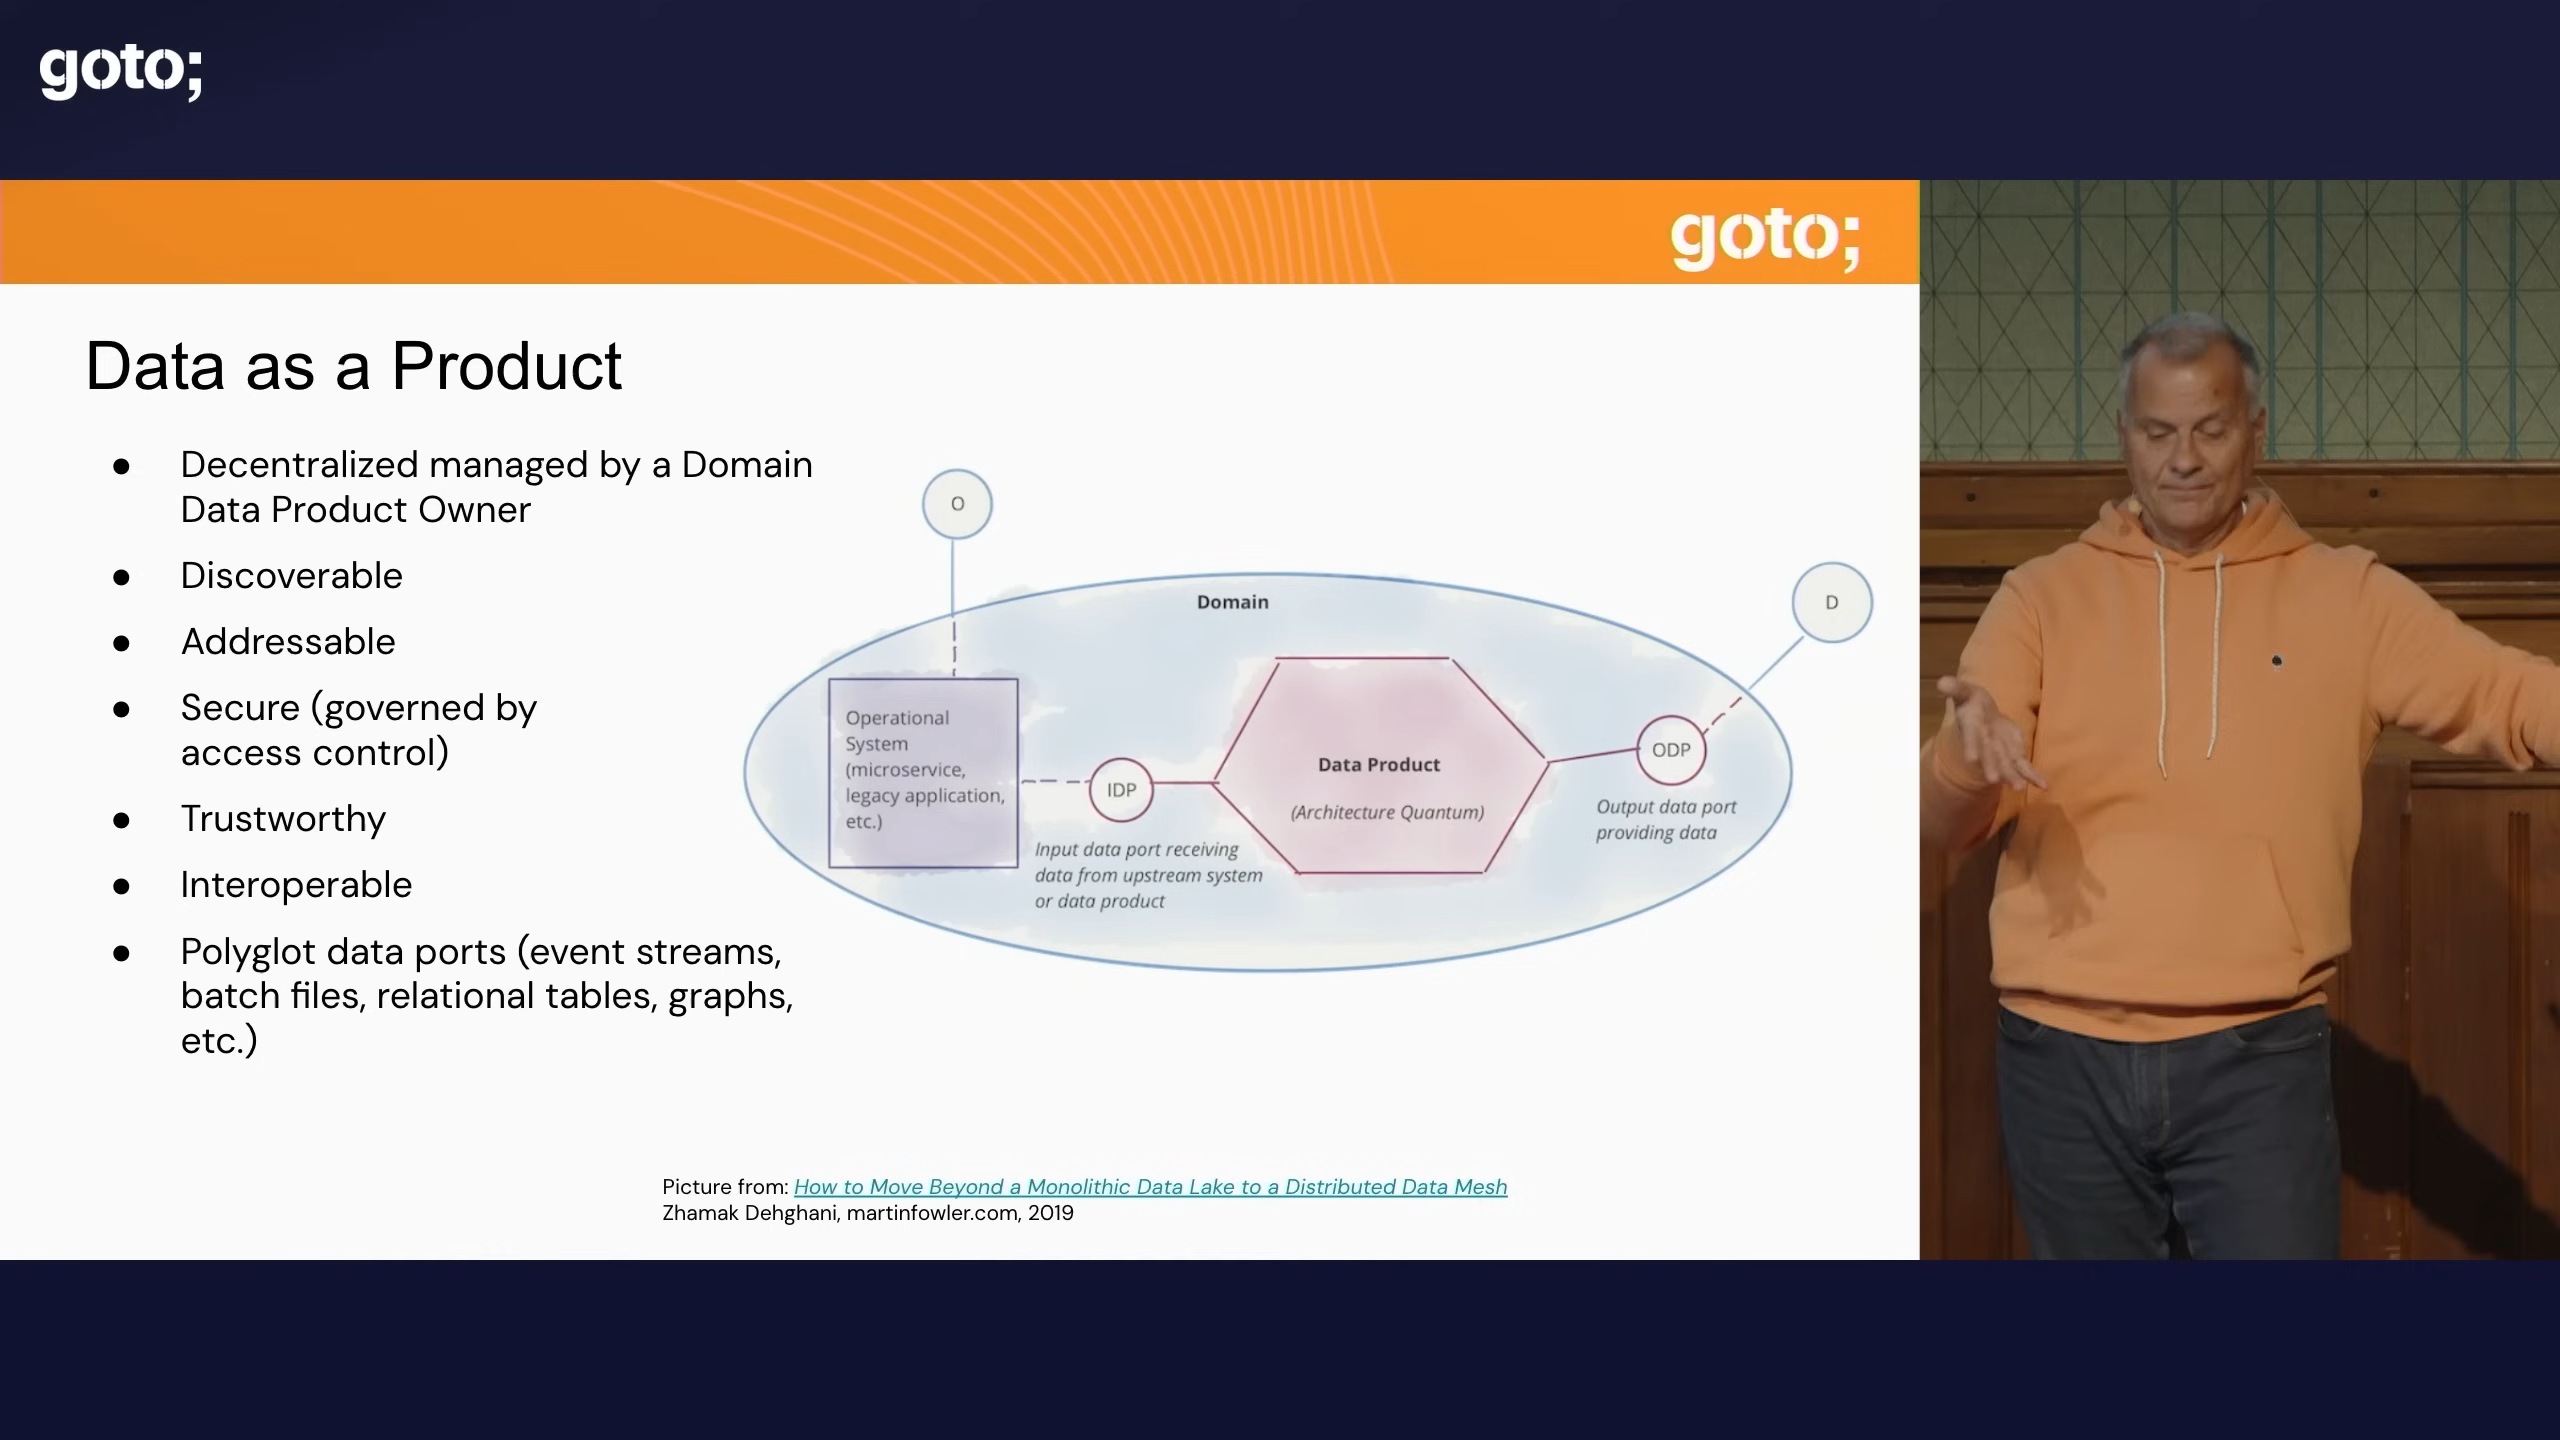 goto;
goto;
Data as a Product
● Decentralized managed by a Domain
Data Product Owner
● Discoverable
● Addressable
● Secure (governed by
access control)
● Trustworthy
● Interoperable
● Polyglot data ports (event streams,
batch files, relational tables, graphs,
etc.)
O
Domain
D
Operational
System
(microservice,
legacy application,
etc.)
IDP
Input data port receiving
data from upstream system
or data product
Data Product
(Architecture Quantum)
ODP
Output data port
providing data
Picture from: How to Move Beyond a Monolithic Data Lake to a Distributed Data Mesh
Zhamak Dehghani, martinfowler.com, 2019